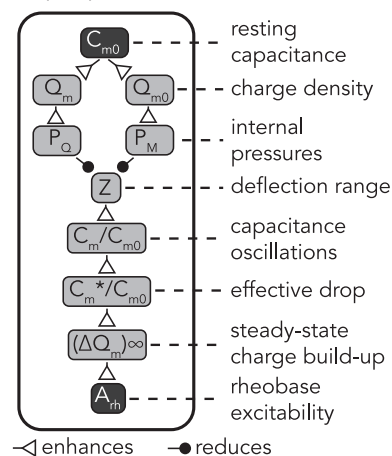 C_m0
resting
capacitance
Q_m
Q_m0
charge density
P_Q
P_M
internal
pressures
Z
deflection range
C_m/C_m0
capacitance
oscillations
C_m*/C_m0
effective drop
(ΔQ_m)∞
steady-state
charge build-up
A_rh
rheobase
excitability
enhances
reduces